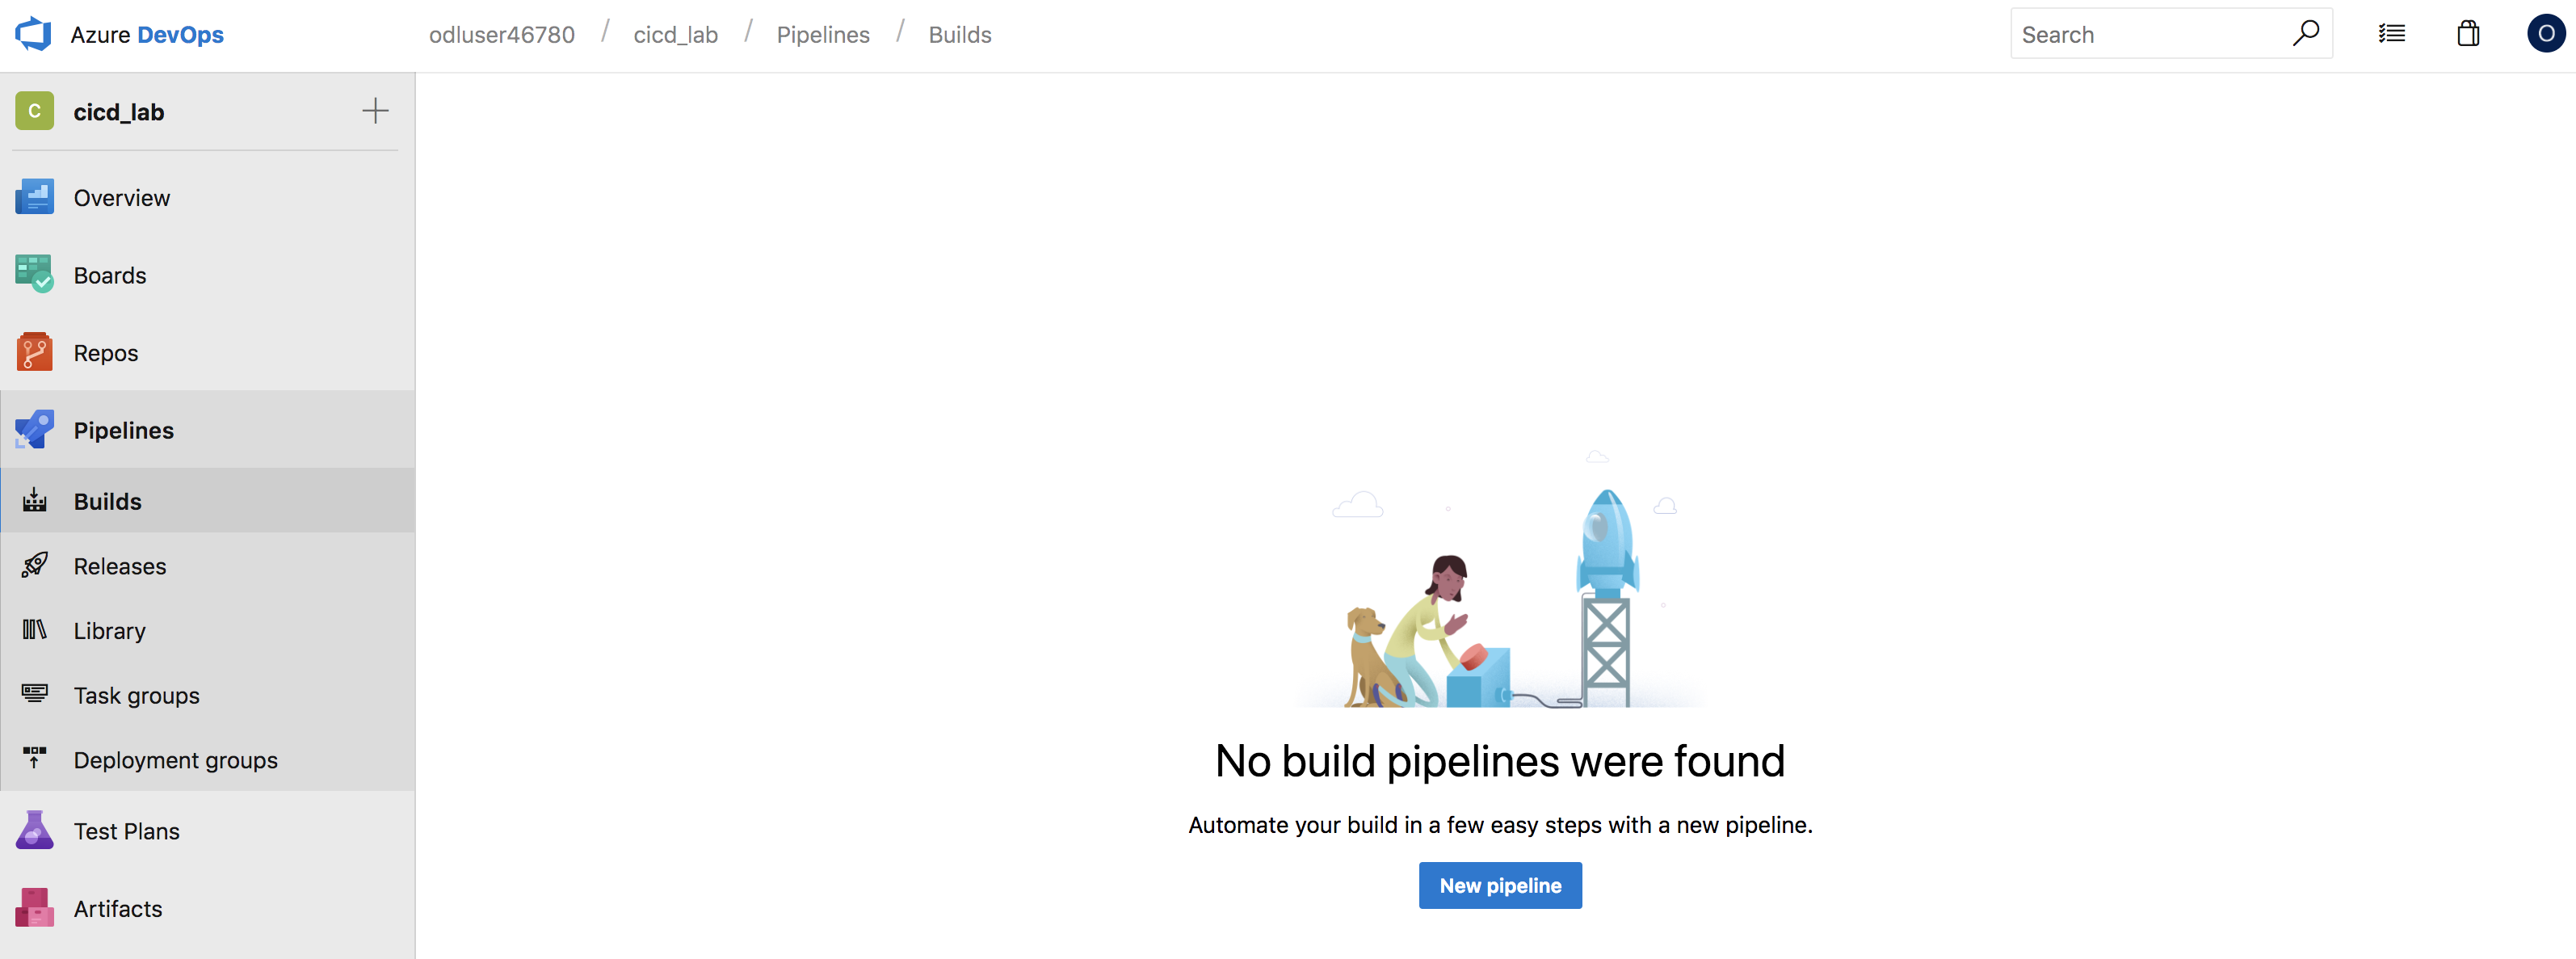 Azure DevOps
odluser46780 / cicd_lab / Pipelines / Builds
Search
O
C
cicd_lab
Overview
Boards
Repos
Pipelines
Builds
Releases
Library
Task groups
Deployment groups
Test Plans
Artifacts
No build pipelines were found
Automate your build in a few easy steps with a new pipeline.
New pipeline